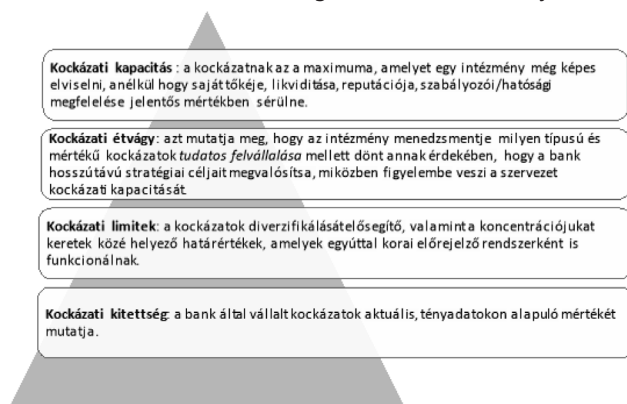 Kockázati kapacitás : a kockázatnak az a maximuma, amelyet egy intézmény még képes
elviselni, anélkül hogy saját tőkéje, likviditása, reputációja, szabályozói/hatósági
megfelelése jelentős mértékben sérülne.
Kockázati étvágy: azt mutatja meg, hogy az intézmény menedzsmentje milyen típusú és
mértékű kockázatok tudatos felvállalása mellett dönt annak érdekében, hogy a bank
hosszútávú stratégiai céljait megvalósítsa, miközben figyelembe veszi a szervezet
kockázati kapacitását.
Kockázati limitek: a kockázatok diverzifikálásátelősegítő, valamint a koncentrációjukat
keretek közé helyező határértékek, amelyek egyúttal korai előrejelző rendszerként is
funkcionálnak.
Kockázati kitettség: a bank által vállalt kockázatok aktuális, tényadatokon alapuló mértékét
mutatja.